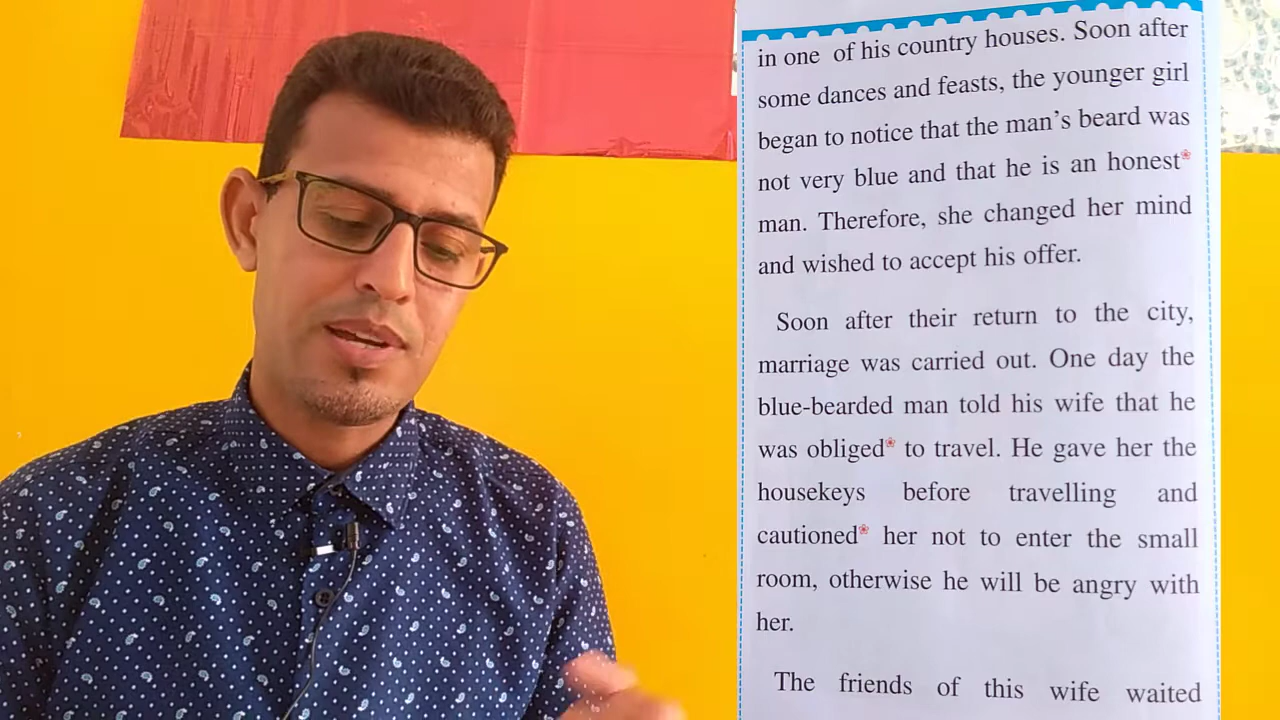 in one of his country houses. Soon after
some dances and feasts, the younger girl
began to notice that the man's beard was
not very blue and that he is an honest*
man. Therefore, she changed her mind
and wished to accept his offer.
Soon after their return to the city,
marriage was carried out. One day the
blue-bearded man told his wife that he
was obliged* to travel. He gave her the
housekeys before travelling and
cautioned* her not to enter the small
room, otherwise he will be angry with
her.
The friends of this wife waited